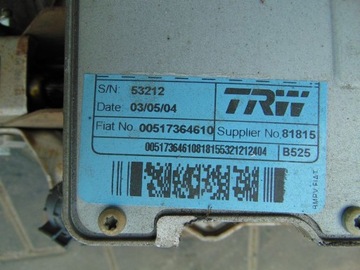 S/N: 53212
Date: 03/05/04
TRW
Fiat No. 00517364610 Supplier No. 81815
00517364610818155321212404 B525